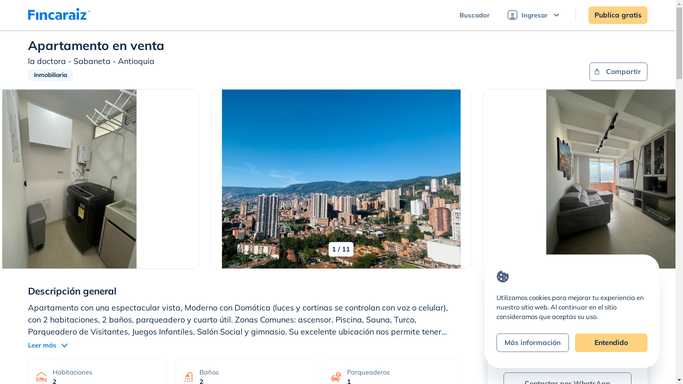 Fincaraiz
Buscador
Ingresar
Publica gratis
Apartamento en venta
la doctora - Sabaneta - Antioquia
Inmobiliaria
Compartir
1 / 11
Descripción general
Apartamento con una espectacular vista, Moderno con Domótica (luces y cortinas se controlan con voz o celular),
con 2 habitaciones, 2 baños, parqueadero y cuarto útil. Zonas Comunes: ascensor, Piscina, Sauna, Turco,
Parqueadero de Visitantes, Juegos Infantiles, Salón Social y gimnasio. Su excelente ubicación nos permite tener...
Leer más
Habitaciones
2
Baños
2
Parqueaderos
1
Utilizamos cookies para mejorar tu experiencia en
nuestro sitio web. Al continuar en el sitio
consideramos que aceptas su uso.
Más información
Entendido
Contactar por WhatsApp